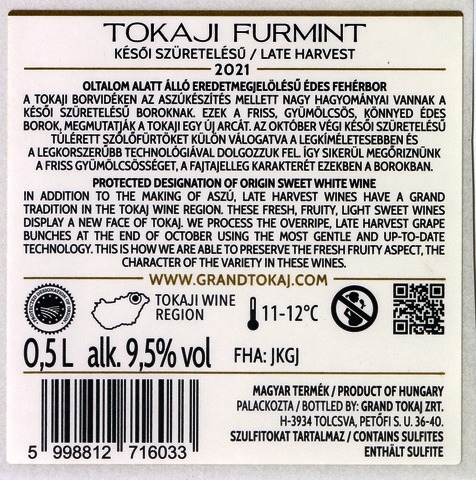 TOKAJI FURMINT
KÉSŐI SZÜRETELÉSŰ / LATE HARVEST
2021
OLTALOM ALATT ÁLLÓ EREDETMEGJELÖLÉSŰ ÉDES FEHÉRBOR
A TOKAJI BORVIDÉKEN AZ ASZÚKÉSZÍTÉS MELLETT NAGY HAGYOMÁNYAI VANNAK A
KÉSŐI SZÜRETELÉSŰ BOROKNAK. EZEK A FRISS, GYÜMÖLCSÖS, KÖNNYED ÉDES
BOROK, MEGMUTATJÁK A TOKAJI EGY ÚJ ARCÁT. AZ OKTÓBER VÉGI KÉSŐI SZÜRETELÉSŰ
TÚLÉRETT SZŐLŐFÜRTÖKET KÜLÖN VÁLOGATVA A LEGKÍMÉLETESEBBEN ÉS
A LEGKORSZERŰBB TECHNOLÓGIÁVAL DOLGOZZUK FEL. ÍGY SIKERÜL MEGŐRIZNÜNK
A FRISS GYÜMÖLCSÖSSÉGET, A FAJTAJELLEG KARAKTERÉT EZEKBEN A BOROKBAN.
PROTECTED DESIGNATION OF ORIGIN SWEET WHITE WINE
IN ADDITION TO THE MAKING OF ASZÚ, LATE HARVEST WINES HAVE A GRAND
TRADITION IN THE TOKAJ WINE REGION. THESE FRESH, FRUITY, LIGHT SWEET WINES
DISPLAY A NEW FACE OF TOKAJ. WE PROCESS THE OVERRIPE, LATE HARVEST GRAPE
BUNCHES AT THE END OF OCTOBER USING THE MOST GENTLE AND UP-TO-DATE
TECHNOLOGY. THIS IS HOW WE ARE ABLE TO PRESERVE THE FRESH FRUITY ASPECT, THE
CHARACTER OF THE VARIETY IN THESE WINES.
WWW.GRANDTOKAJ.COM
TOKAJI WINE
REGION
11-12°C
0,5 L alk. 9,5% vol
FHA: JKGJ
MAGYAR TERMÉK / PRODUCT OF HUNGARY
PALACKOZTA / BOTTLED BY: GRAND TOKAJ ZRT.
H-3934 TOLCSVA, PETŐFI S. U. 36-40.
SZULFITOKAT TARTALMAZ / CONTAINS SULFITES
ENTHÄLT SULFITE
5 998812 716033